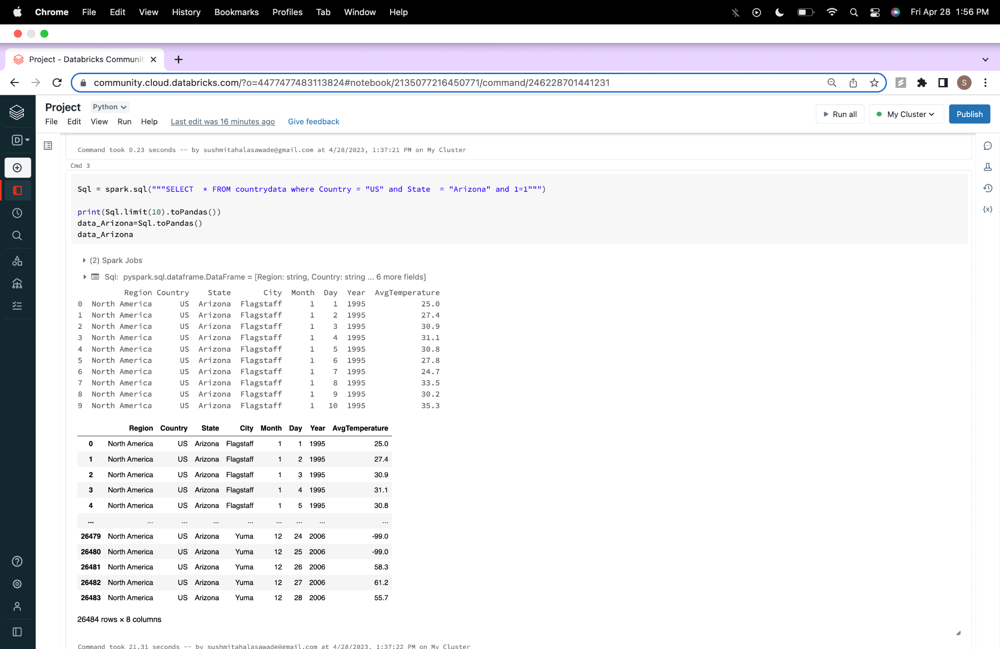 Chrome File Edit View History Bookmarks Profiles Tab Window Help Fri Apr 28 1:56 PM
Project - Databricks Communit
community.cloud.databricks.com/?o=4477477483113824#notebook/2135077216450771/command/246228701441231
S
Project Python
File Edit View Run Help Last edit was 16 minutes ago Give feedback
Run all My Cluster Publish
D
Command took 0.23 seconds -- by sushmitahalasawade@gmail.com at 4/28/2023, 1:37:21 PM on My Cluster
Cmd 3
Sql = spark.sql("""SELECT  * FROM countrydata where Country = "US" and State  = "Arizona" and 1=1""")
print(Sql.limit(10).toPandas())
data_Arizona=Sql.toPandas()
data_Arizona
{x}
(2) Spark Jobs
Sql: pyspark.sql.dataframe.DataFrame = [Region: string, Country: string ... 6 more fields]
Region Country State City Month Day Year AvgTemperature
0 North America US Arizona Flagstaff 1 1 1995 25.0
1 North America US Arizona Flagstaff 1 2 1995 27.4
2 North America US Arizona Flagstaff 1 3 1995 30.9
3 North America US Arizona Flagstaff 1 4 1995 31.1
4 North America US Arizona Flagstaff 1 5 1995 30.8
5 North America US Arizona Flagstaff 1 6 1995 27.8
6 North America US Arizona Flagstaff 1 7 1995 24.7
7 North America US Arizona Flagstaff 1 8 1995 33.5
8 North America US Arizona Flagstaff 1 9 1995 30.2
9 North America US Arizona Flagstaff 1 10 1995 35.3
Region Country State City Month Day Year AvgTemperature
0 North America US Arizona Flagstaff 1 1 1995 25.0
1 North America US Arizona Flagstaff 1 2 1995 27.4
2 North America US Arizona Flagstaff 1 3 1995 30.9
3 North America US Arizona Flagstaff 1 4 1995 31.1
4 North America US Arizona Flagstaff 1 5 1995 30.8
... ... ... ... ... ... ... ... ...
26479 North America US Arizona Yuma 12 24 2006 -99.0
26480 North America US Arizona Yuma 12 25 2006 -99.0
26481 North America US Arizona Yuma 12 26 2006 58.3
26482 North America US Arizona Yuma 12 27 2006 61.2
26483 North America US Arizona Yuma 12 28 2006 55.7
26484 rows × 8 columns
Command took 21.31 seconds -- by sushmitahalasawade@gmail.com at 4/28/2023, 1:37:22 PM on My Cluster